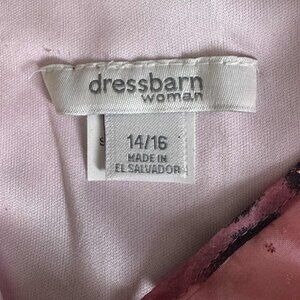 dressbarn
woman
S
14/16
MADE IN
EL SALVADOR